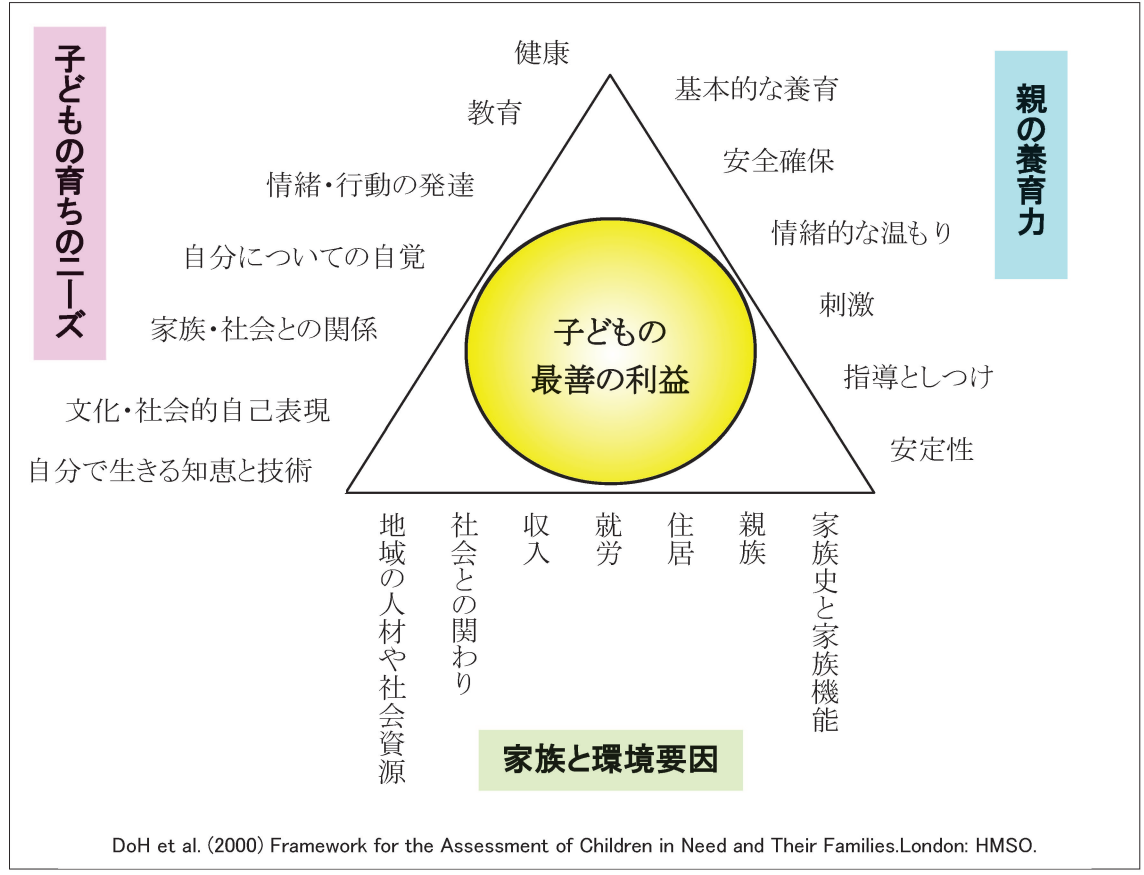 子どもの育ちのニーズ
健康
教育
情緒・行動の発達
自分についての自覚
家族・社会との関係
文化・社会的自己表現
自分で生きる知恵と技術
親の養育力
基本的な養育
安全確保
情緒的な温もり
刺激
指導としつけ
安定性
子どもの
最善の利益
家族史と家族機能
親族
住居
就労
収入
社会との関わり
地域の人材や社会資源
家族と環境要因
DoH et al. (2000) Framework for the Assessment of Children in Need and Their Families.London: HMSO.